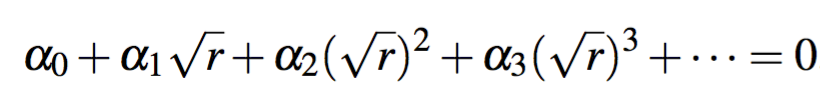 α₀ + α₁√r + α₂(√r)² + α₃(√r)³ + ⋯ = 0